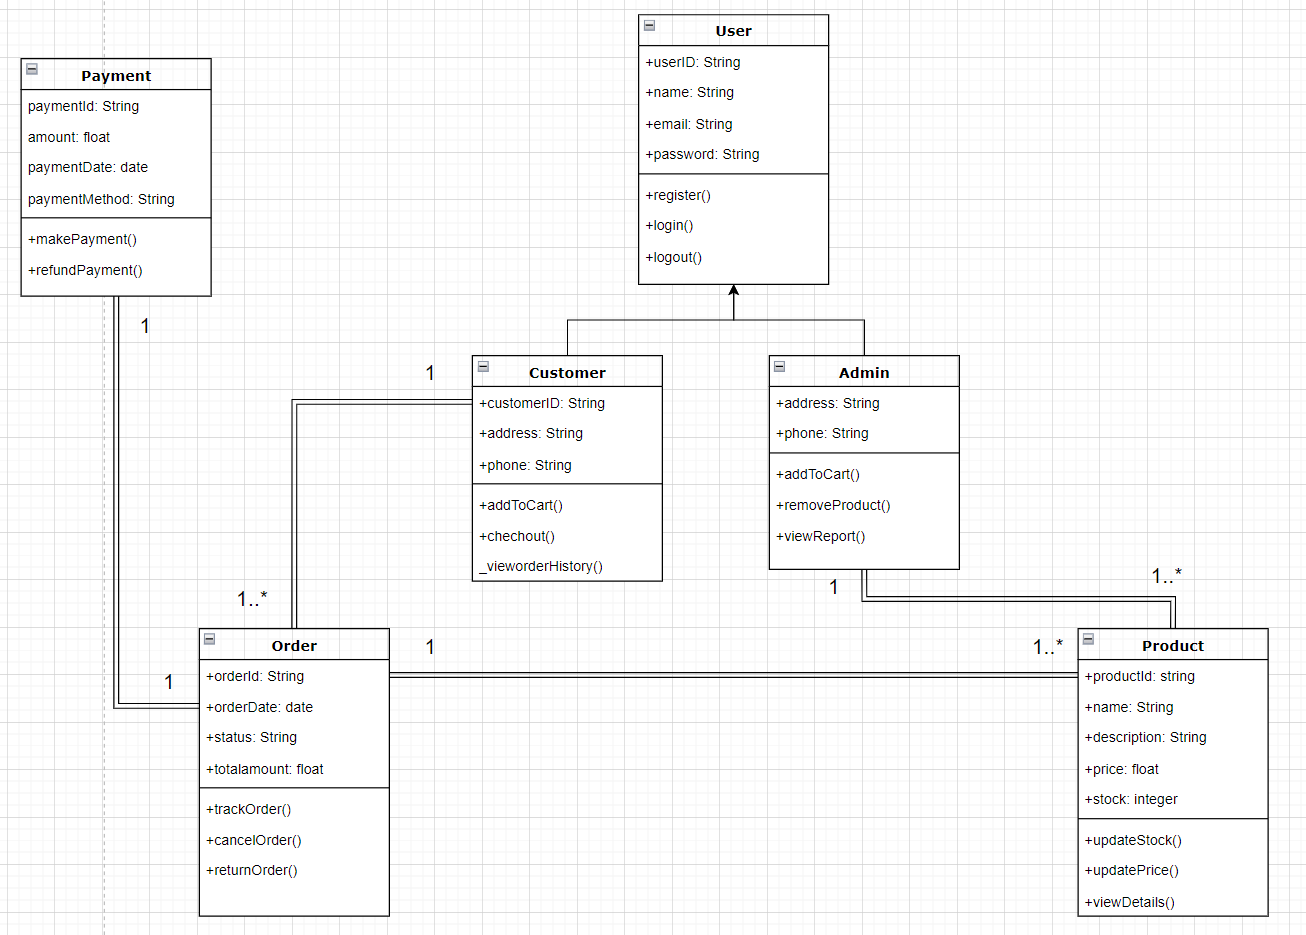 User
+userID: String
+name: String
+email: String
+password: String
+register()
+login()
+logout()
Payment
paymentId: String
amount: float
paymentDate: date
paymentMethod: String
+makePayment()
+refundPayment()
1
1
Customer
+customerID: String
+address: String
+phone: String
+addToCart()
+chechout()
_vieworderHistory()
Admin
+address: String
+phone: String
+addToCart()
+removeProduct()
+viewReport()
1
1..*
1..*
1
Order
+orderId: String
+orderDate: date
+status: String
+totalamount: float
+trackOrder()
+cancelOrder()
+returnOrder()
1
1..*
Product
+productId: string
+name: String
+description: String
+price: float
+stock: integer
+updateStock()
+updatePrice()
+viewDetails()